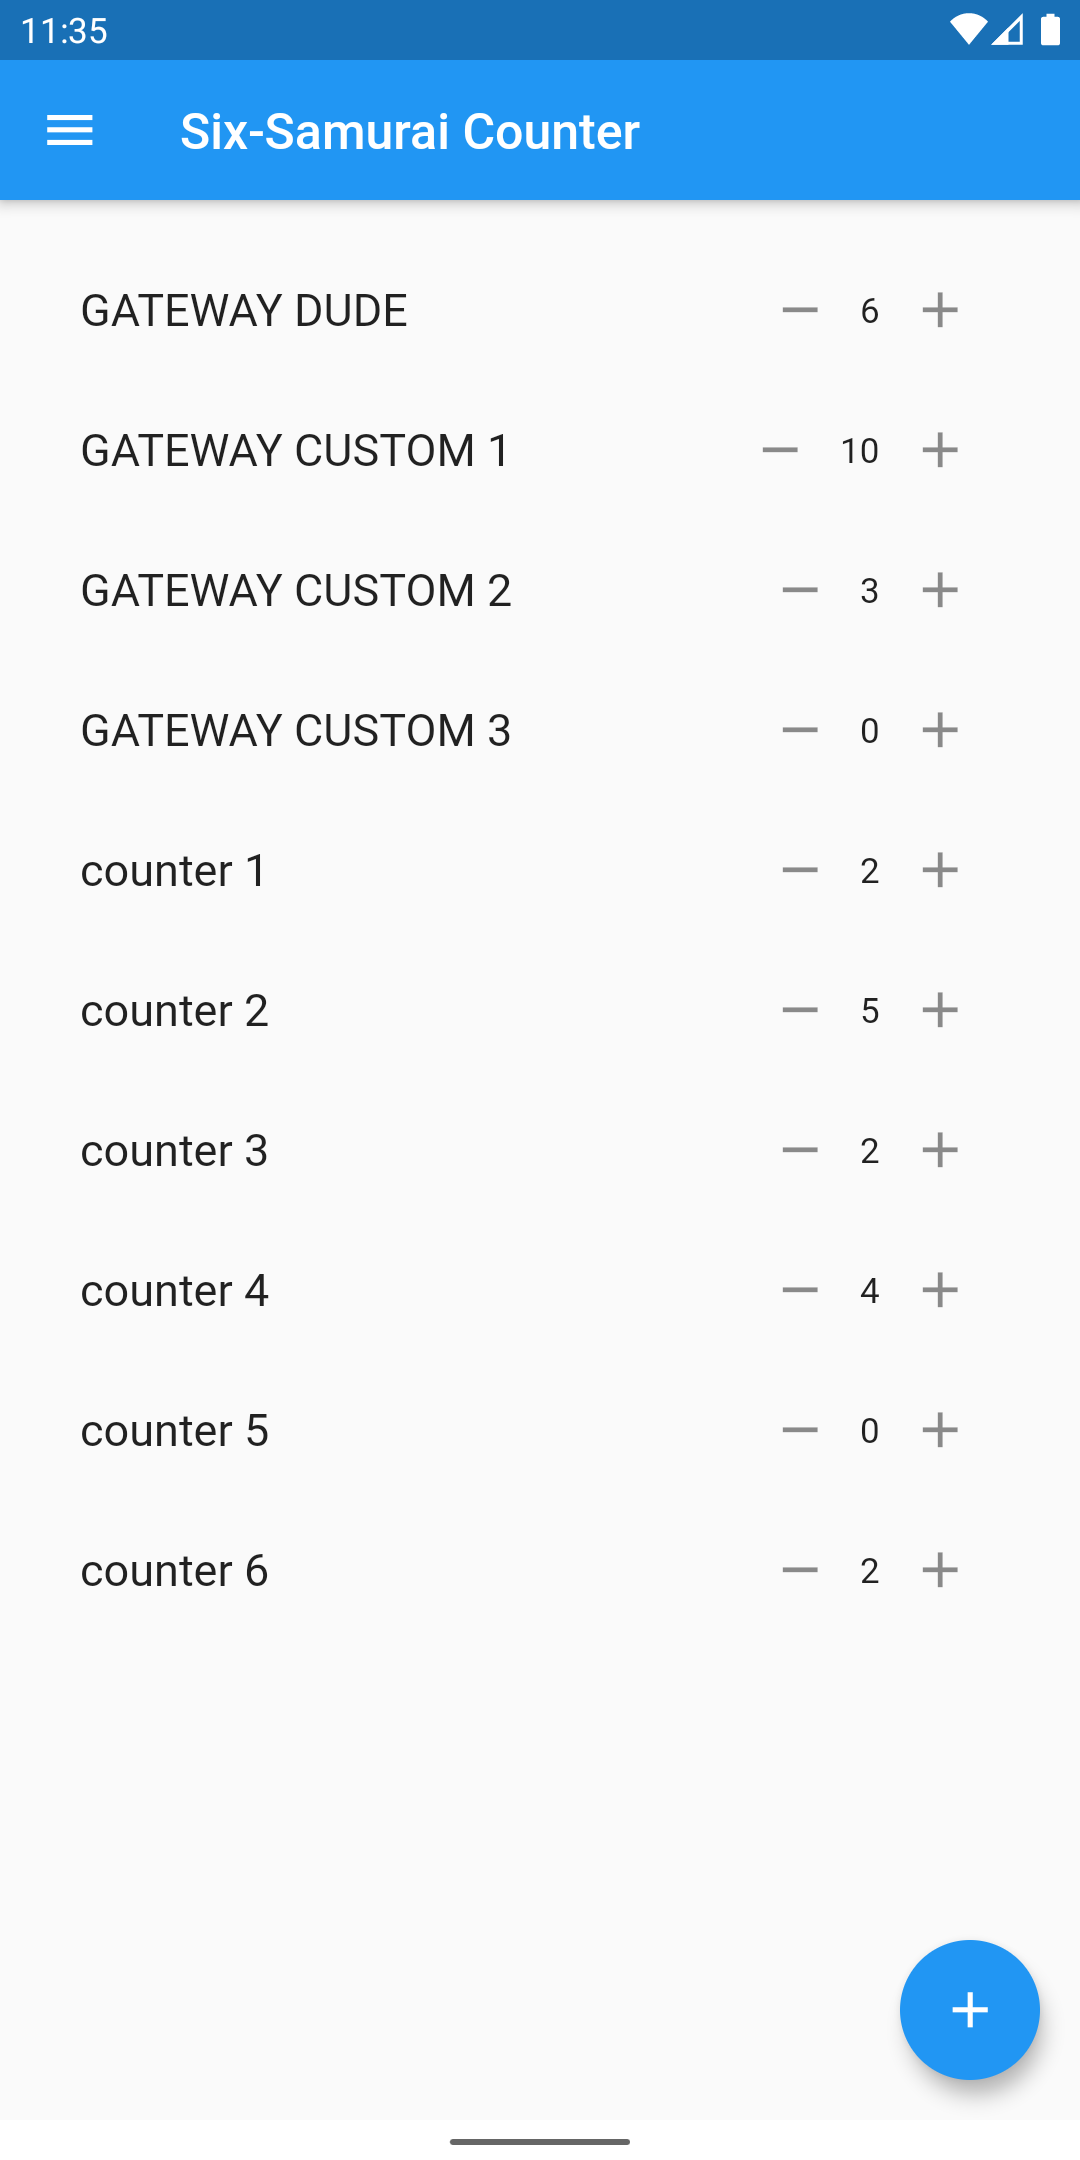 11:35
Six-Samurai Counter
GATEWAY DUDE 6
GATEWAY CUSTOM 1 10
GATEWAY CUSTOM 2 3
GATEWAY CUSTOM 3 0
counter 1 2
counter 2 5
counter 3 2
counter 4 4
counter 5 0
counter 6 2